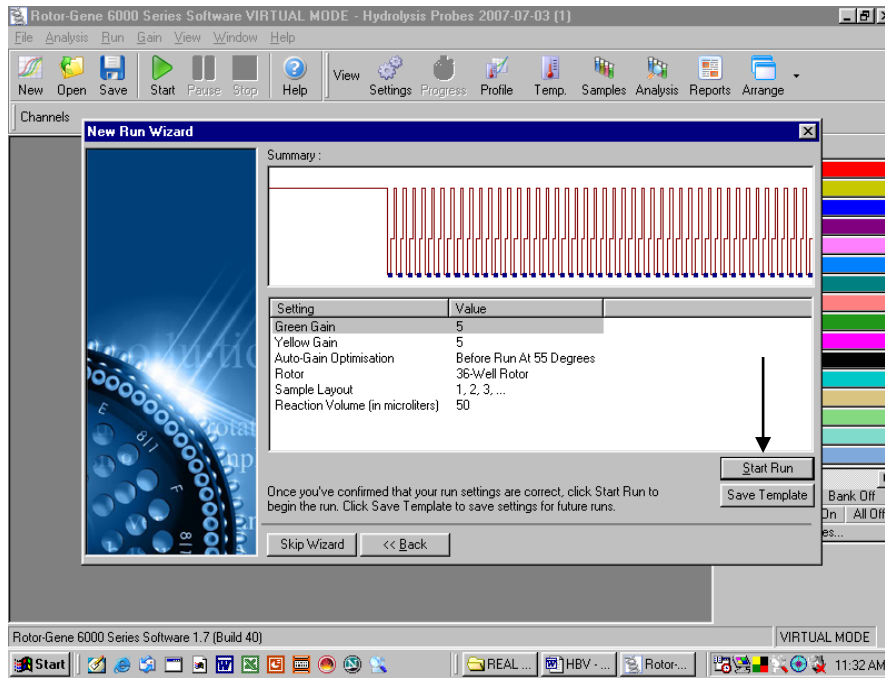 Rotor-Gene 6000 Series Software VIRTUAL MODE - Hydrolysis Probes 2007-07-03 (1)
File Analysis Run Gain View Window Help
New Open Save Start Pause Stop Help View Settings Progress Profile Temp. Samples Analysis Reports Arrange
Channels
New Run Wizard
Summary :
Setting Value
Green Gain 5
Yellow Gain 5
Auto-Gain Optimisation Before Run At 55 Degrees
Rotor 36-Well Rotor
Sample Layout 1, 2, 3, ...
Reaction Volume (in microliters) 50
Start Run
Once you've confirmed that your run settings are correct, click Start Run to
begin the run. Click Save Template to save settings for future runs.
Save Template
Bank Off
On All Off
es...
Skip Wizard << Back
Rotor-Gene 6000 Series Software 1.7 (Build 40) VIRTUAL MODE
Start REAL ... HBV - ... Rotor-... 11:32 AM